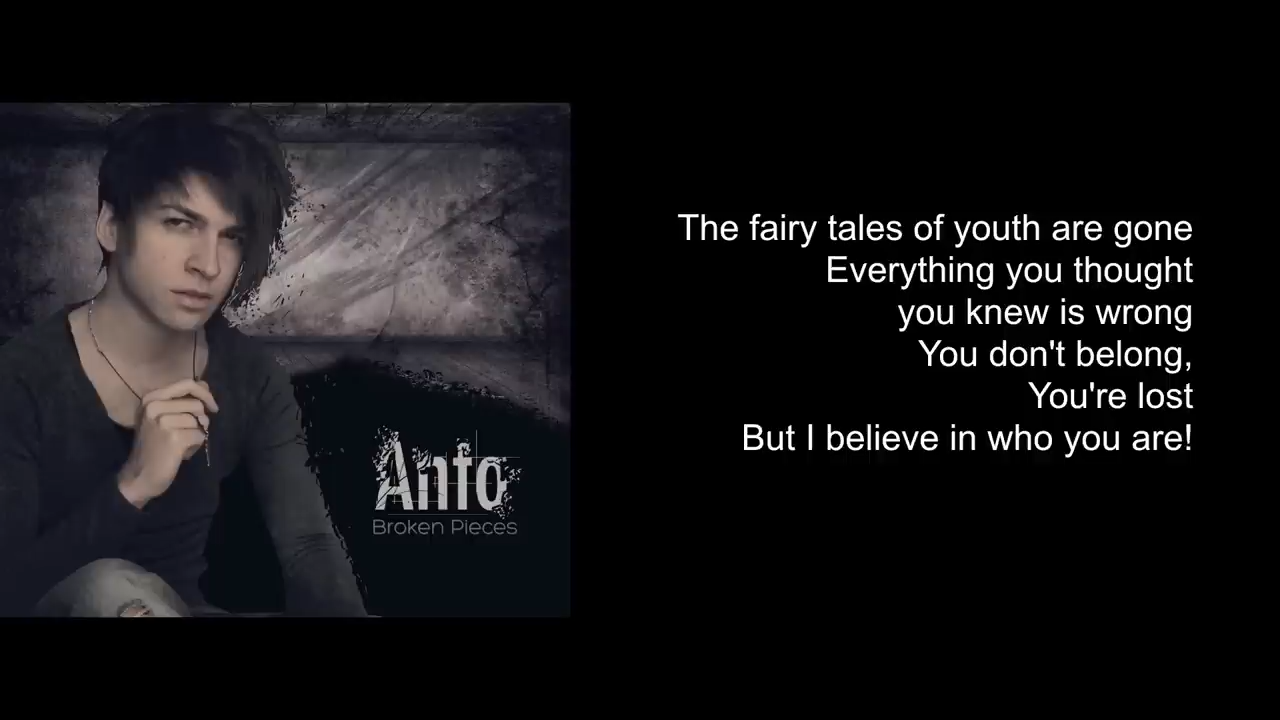 Anto
Broken Pieces
The fairy tales of youth are gone
Everything you thought
you knew is wrong
You don't belong,
You're lost
But I believe in who you are!